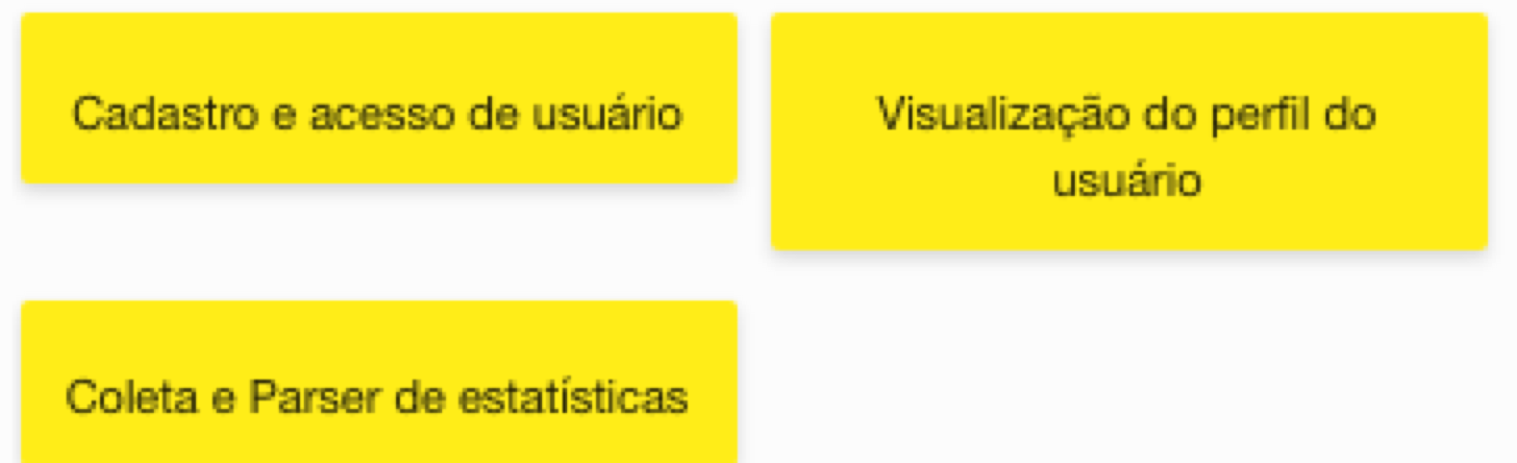 Cadastro e acesso de usuário
Visualização do perfil do
usuário
Coleta e Parser de estatísticas